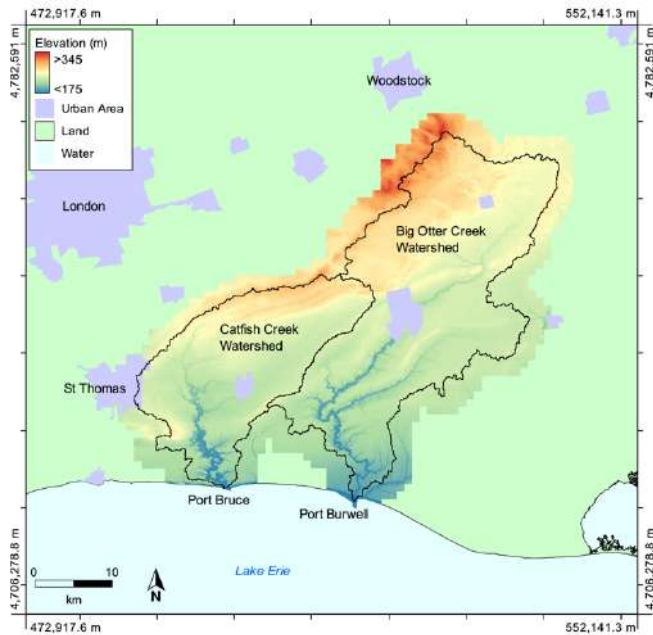 472,917.6 m
552,141.3 m
4,782,591 m
4,782,591 m
Elevation (m)
>345
<175
Urban Area
Land
Water
Woodstock
London
Big Otter Creek
Watershed
Catfish Creek
Watershed
St Thomas
Port Bruce
Port Burwell
Lake Erie
0
10
km
N
4,706,278.8 m
4,706,278.8 m
472,917.6 m
552,141.3 m